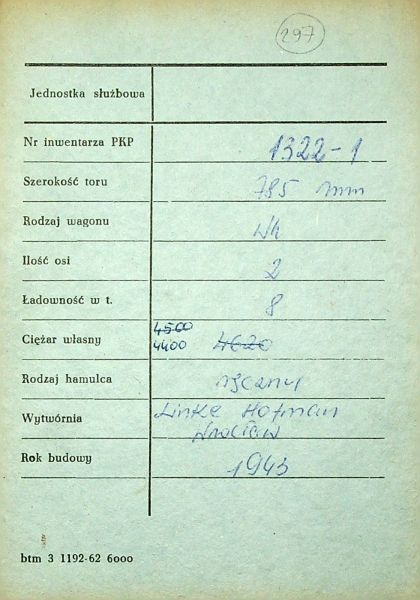 297
Jednostka służbowa
Nr inwentarza PKP 1322-1
Szerokość toru 785 mm
Rodzaj wagonu Wh
Ilość osi 2
Ładowność w t. 8
4500
Ciężar własny 4400 4620
Rodzaj hamulca ręczny
Wytwórnia Linke Hofman
Wrocław
Rok budowy 1943
btm 3 1192-62 6000